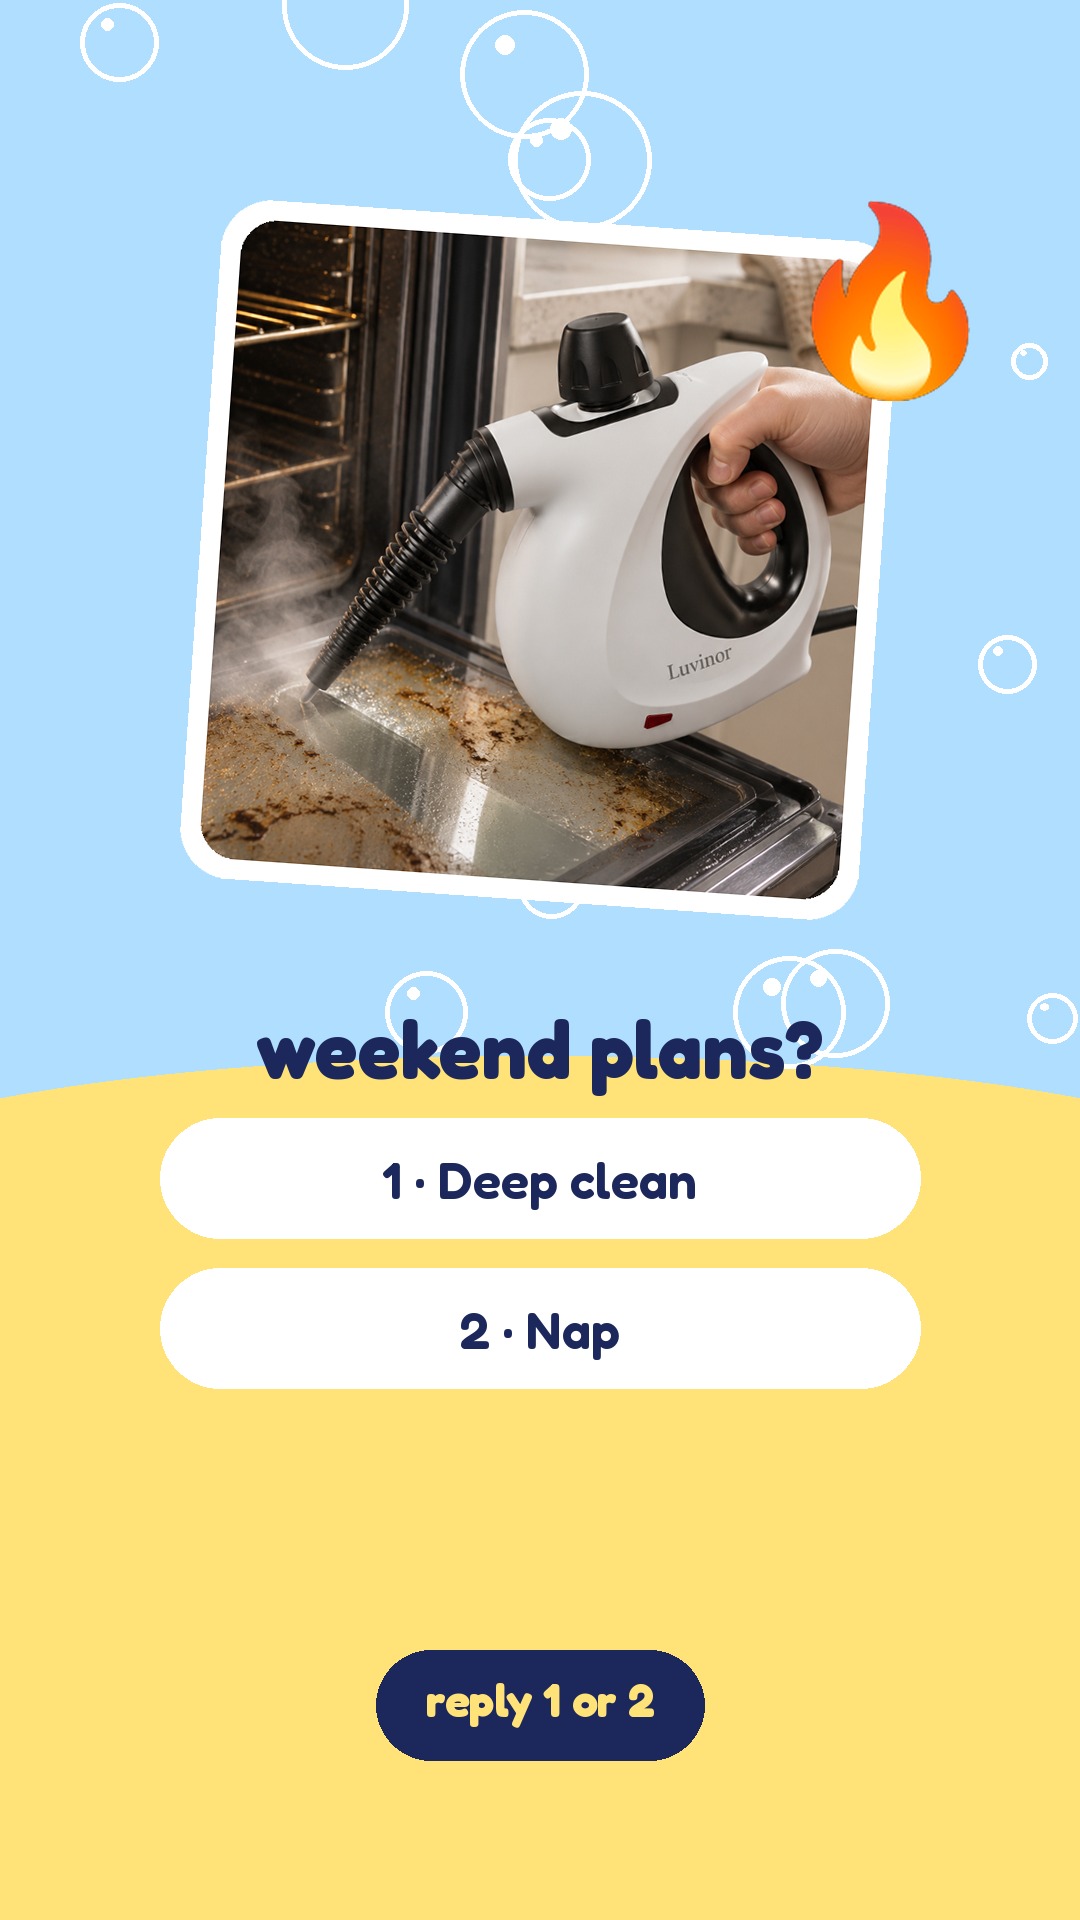 Luvinor
weekend plans?
1 · Deep clean
2 · Nap
reply 1 or 2